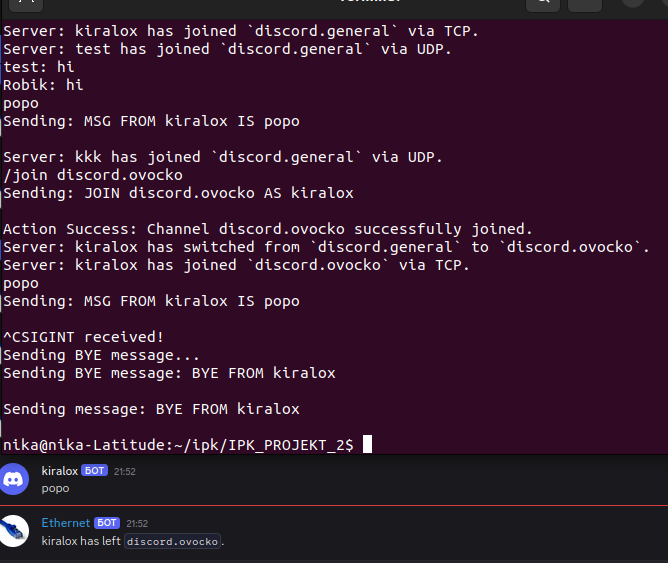 Server: kiralox has joined `discord.general` via TCP.
Server: test has joined `discord.general` via UDP.
test: hi
Robik: hi
popo
Sending: MSG FROM kiralox IS popo
Server: kkk has joined `discord.general` via UDP.
/join discord.ovocko
Sending: JOIN discord.ovocko AS kiralox
Action Success: Channel discord.ovocko successfully joined.
Server: kiralox has switched from `discord.general` to `discord.ovocko`.
Server: kiralox has joined `discord.ovocko` via TCP.
popo
Sending: MSG FROM kiralox IS popo
^CSIGINT received!
Sending BYE message...
Sending BYE message: BYE FROM kiralox
Sending message: BYE FROM kiralox
nika@nika-Latitude:~/ipk/IPK_PROJEKT_2$
kiralox БОТ 21:52
popo
Ethernet БОТ 21:52
kiralox has left discord.ovocko.